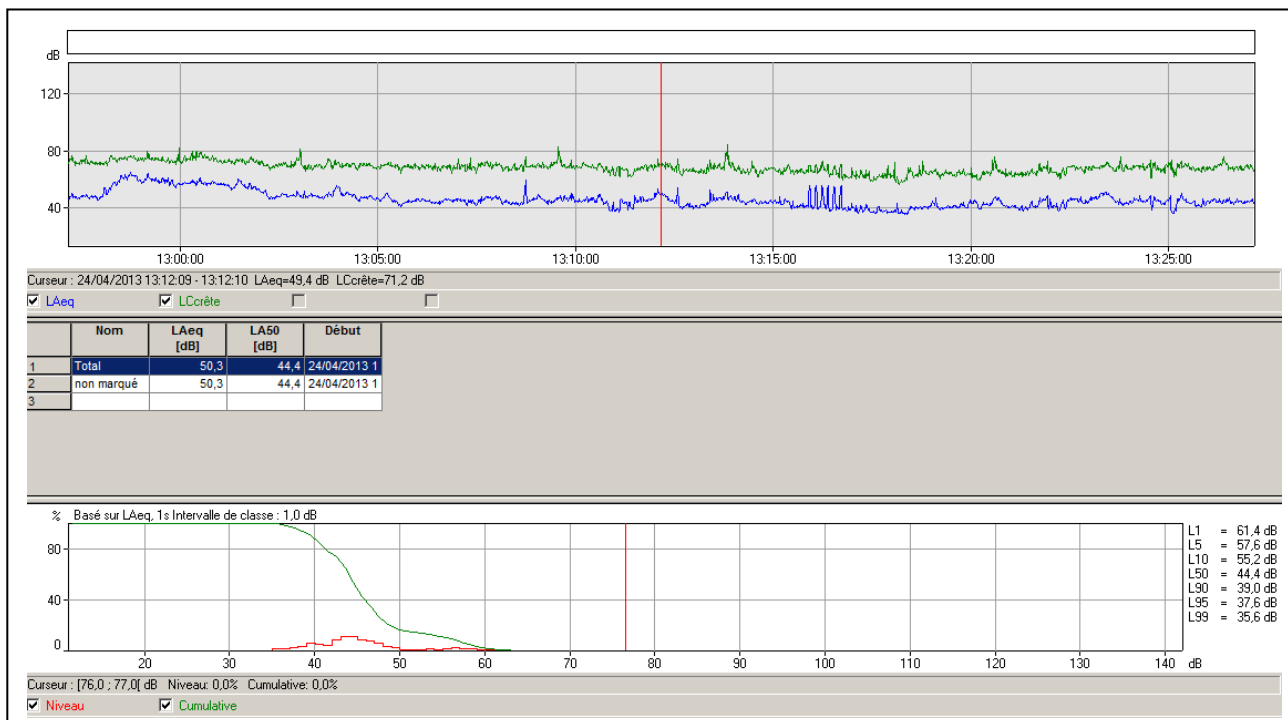 dB
120
80
40
13:00:00 13:05:00 13:10:00 13:15:00 13:20:00 13:25:00
Curseur : 24/04/2013 13:12:09 - 13:12:10 LAeq=49,4 dB LCcrête=71,2 dB
LAeq LCcrête
Nom LAeq [dB] LA50 [dB] Début
1 Total 50,3 44,4 24/04/2013 1
2 non marqué 50,3 44,4 24/04/2013 1
3
% Basé sur LAeq, 1s Intervalle de classe : 1,0 dB
80
40
0
20 30 40 50 60 70 80 90 100 110 120 130 140 dB
L1 = 61,4 dB
L5 = 57,6 dB
L10 = 55,2 dB
L50 = 44,4 dB
L90 = 39,0 dB
L95 = 37,6 dB
L99 = 35,6 dB
Curseur : [76,0 ; 77,0[ dB Niveau: 0,0% Cumulative: 0,0%
Niveau Cumulative